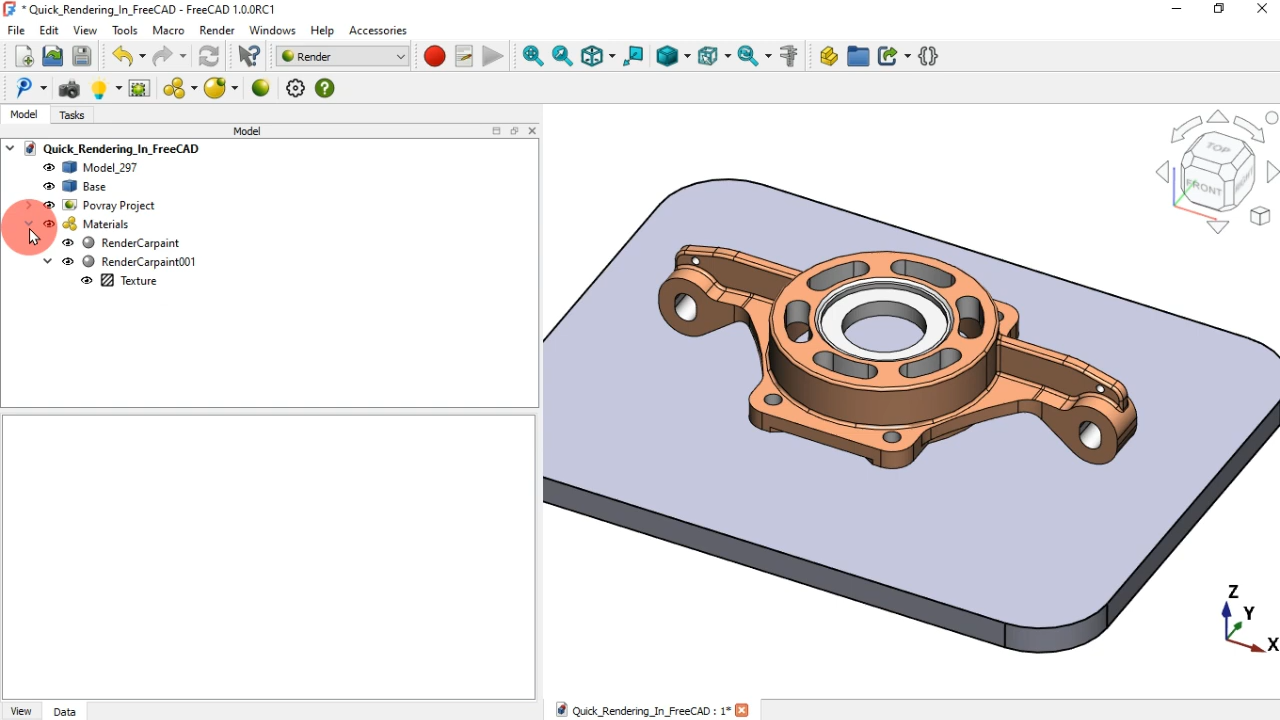 * Quick_Rendering_In_FreeCAD - FreeCAD 1.0.0RC1
File Edit View Tools Macro Render Windows Help Accessories
Render
Model Tasks
Model
Quick_Rendering_In_FreeCAD
Model_297
Base
Povray Project
Materials
RenderCarpaint
RenderCarpaint001
Texture
TOP
FRONT
RIGHT
Z
Y
X
View Data
Quick_Rendering_In_FreeCAD : 1*